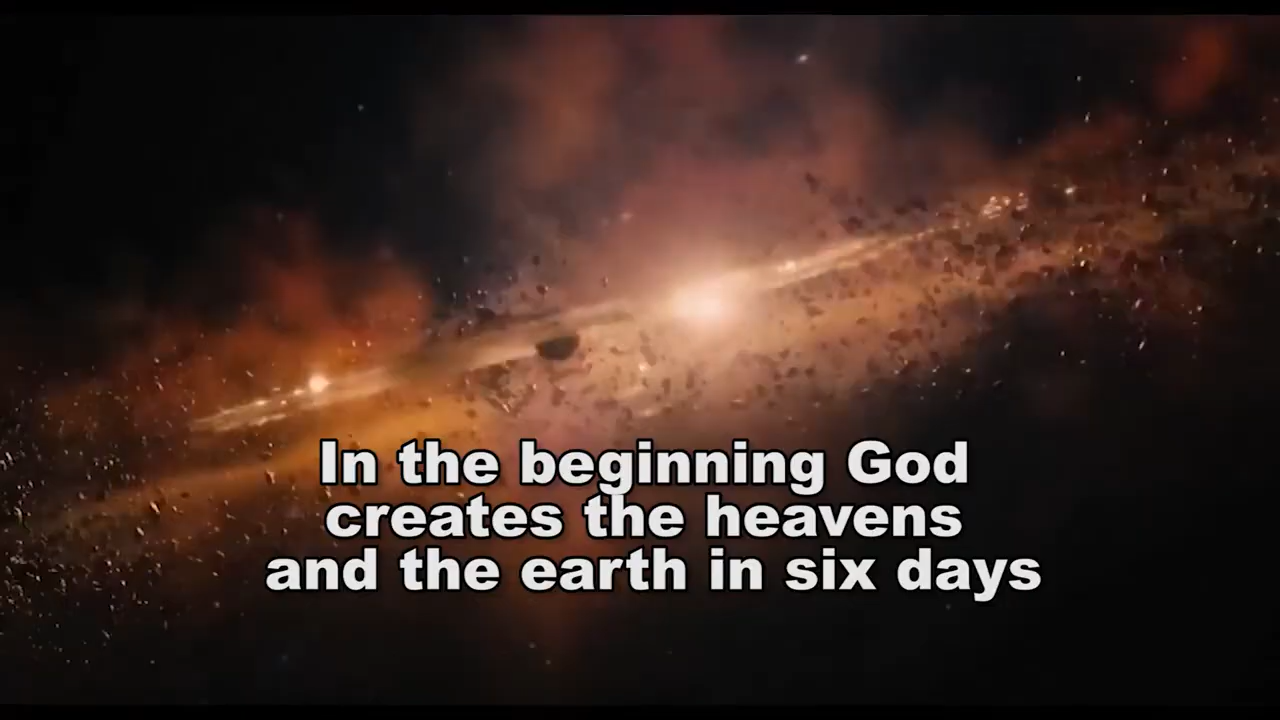 In the beginning God
creates the heavens
and the earth in six days